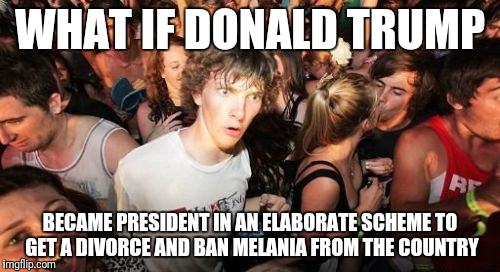 WHAT IF DONALD TRUMP
BECAME PRESIDENT IN AN ELABORATE SCHEME TO
GET A DIVORCE AND BAN MELANIA FROM THE COUNTRY
imgflip.com